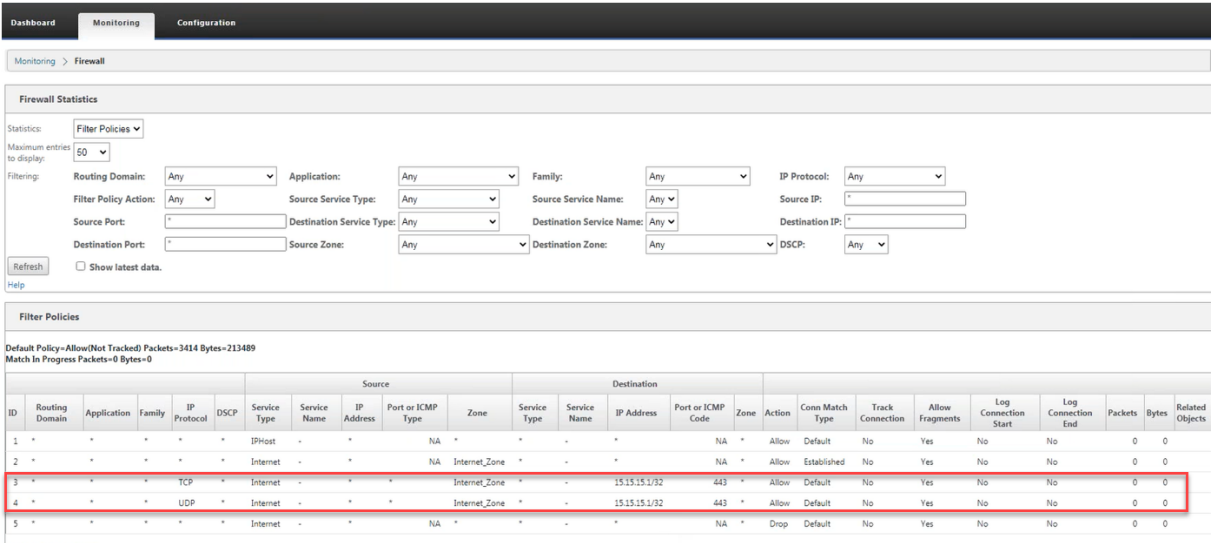 Dashboard Monitoring Configuration
Monitoring > Firewall
Firewall Statistics
Statistics: Filter Policies
Maximum entries to display: 50
Filtering: Routing Domain: Any Application: Any Family: Any IP Protocol: Any
Filter Policy Action: Any Source Service Type: Any Source Service Name: Any Source IP: *
Source Port: * Destination Service Type: Any Destination Service Name: Any Destination IP: *
Destination Port: * Source Zone: Any Destination Zone: Any DSCP: Any
Refresh Show latest data.
Help
Filter Policies
Default Policy=Allow(Not Tracked) Packets=3414 Bytes=213489
Match In Progress Packets=0 Bytes=0
Source Destination
ID Routing Domain Application Family IP Protocol DSCP Service Type Service Name IP Address Port or ICMP Type Zone Service Type Service Name IP Address Port or ICMP Code Zone Action Conn Match Type Track Connection Allow Fragments Log Connection Start Log Connection End Packets Bytes Related Objects
1 * * * * * IPHost - * NA * * - * NA * Allow Default No Yes No No 0 0
2 * * * * * Internet - * NA Internet_Zone * - * NA * Allow Established No Yes No No 0 0
3 * * * TCP * Internet - * * Internet_Zone * - 15.15.15.1/32 443 * Allow Default No Yes No No 0 0
4 * * * UDP * Internet - * * Internet_Zone * - 15.15.15.1/32 443 * Allow Default No Yes No No 0 0
5 * * * * * Internet - * NA * * - * NA * Drop Default No Yes No No 0 0